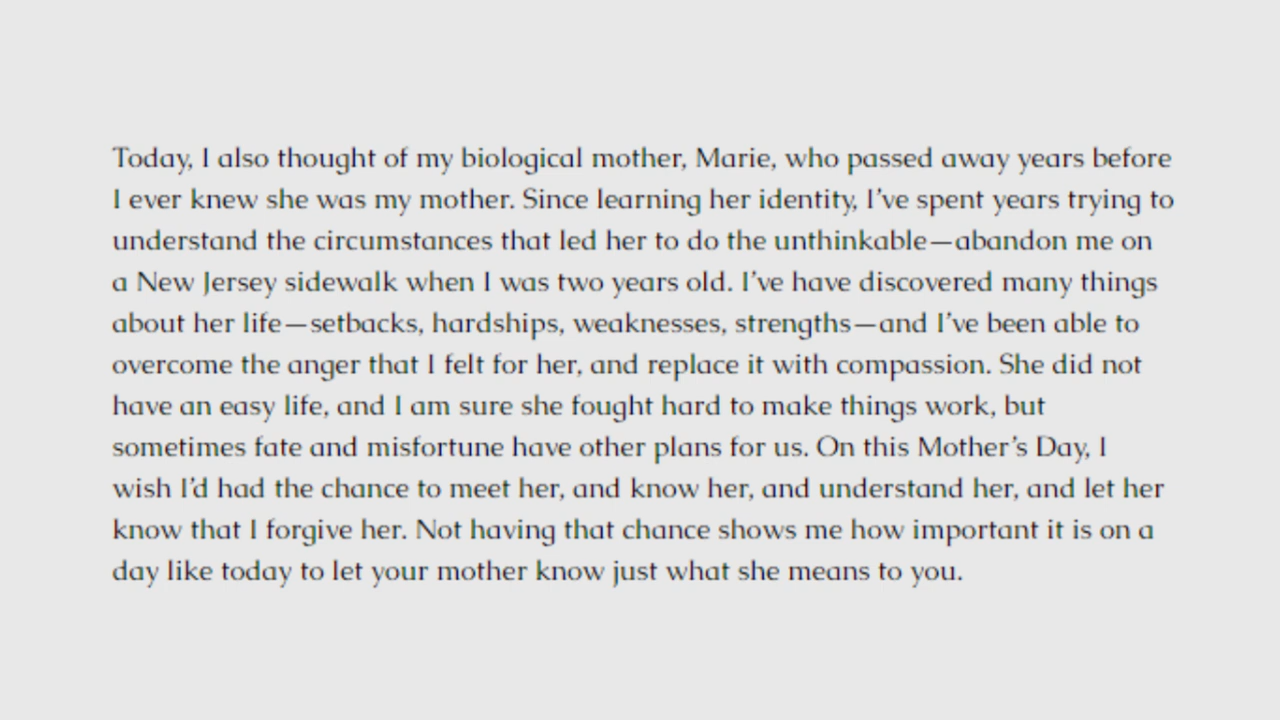 Today, I also thought of my biological mother, Marie, who passed away years before
I ever knew she was my mother. Since learning her identity, I’ve spent years trying to
understand the circumstances that led her to do the unthinkable—abandon me on
a New Jersey sidewalk when I was two years old. I’ve have discovered many things
about her life—setbacks, hardships, weaknesses, strengths—and I’ve been able to
overcome the anger that I felt for her, and replace it with compassion. She did not
have an easy life, and I am sure she fought hard to make things work, but
sometimes fate and misfortune have other plans for us. On this Mother’s Day, I
wish I’d had the chance to meet her, and know her, and understand her, and let her
know that I forgive her. Not having that chance shows me how important it is on a
day like today to let your mother know just what she means to you.